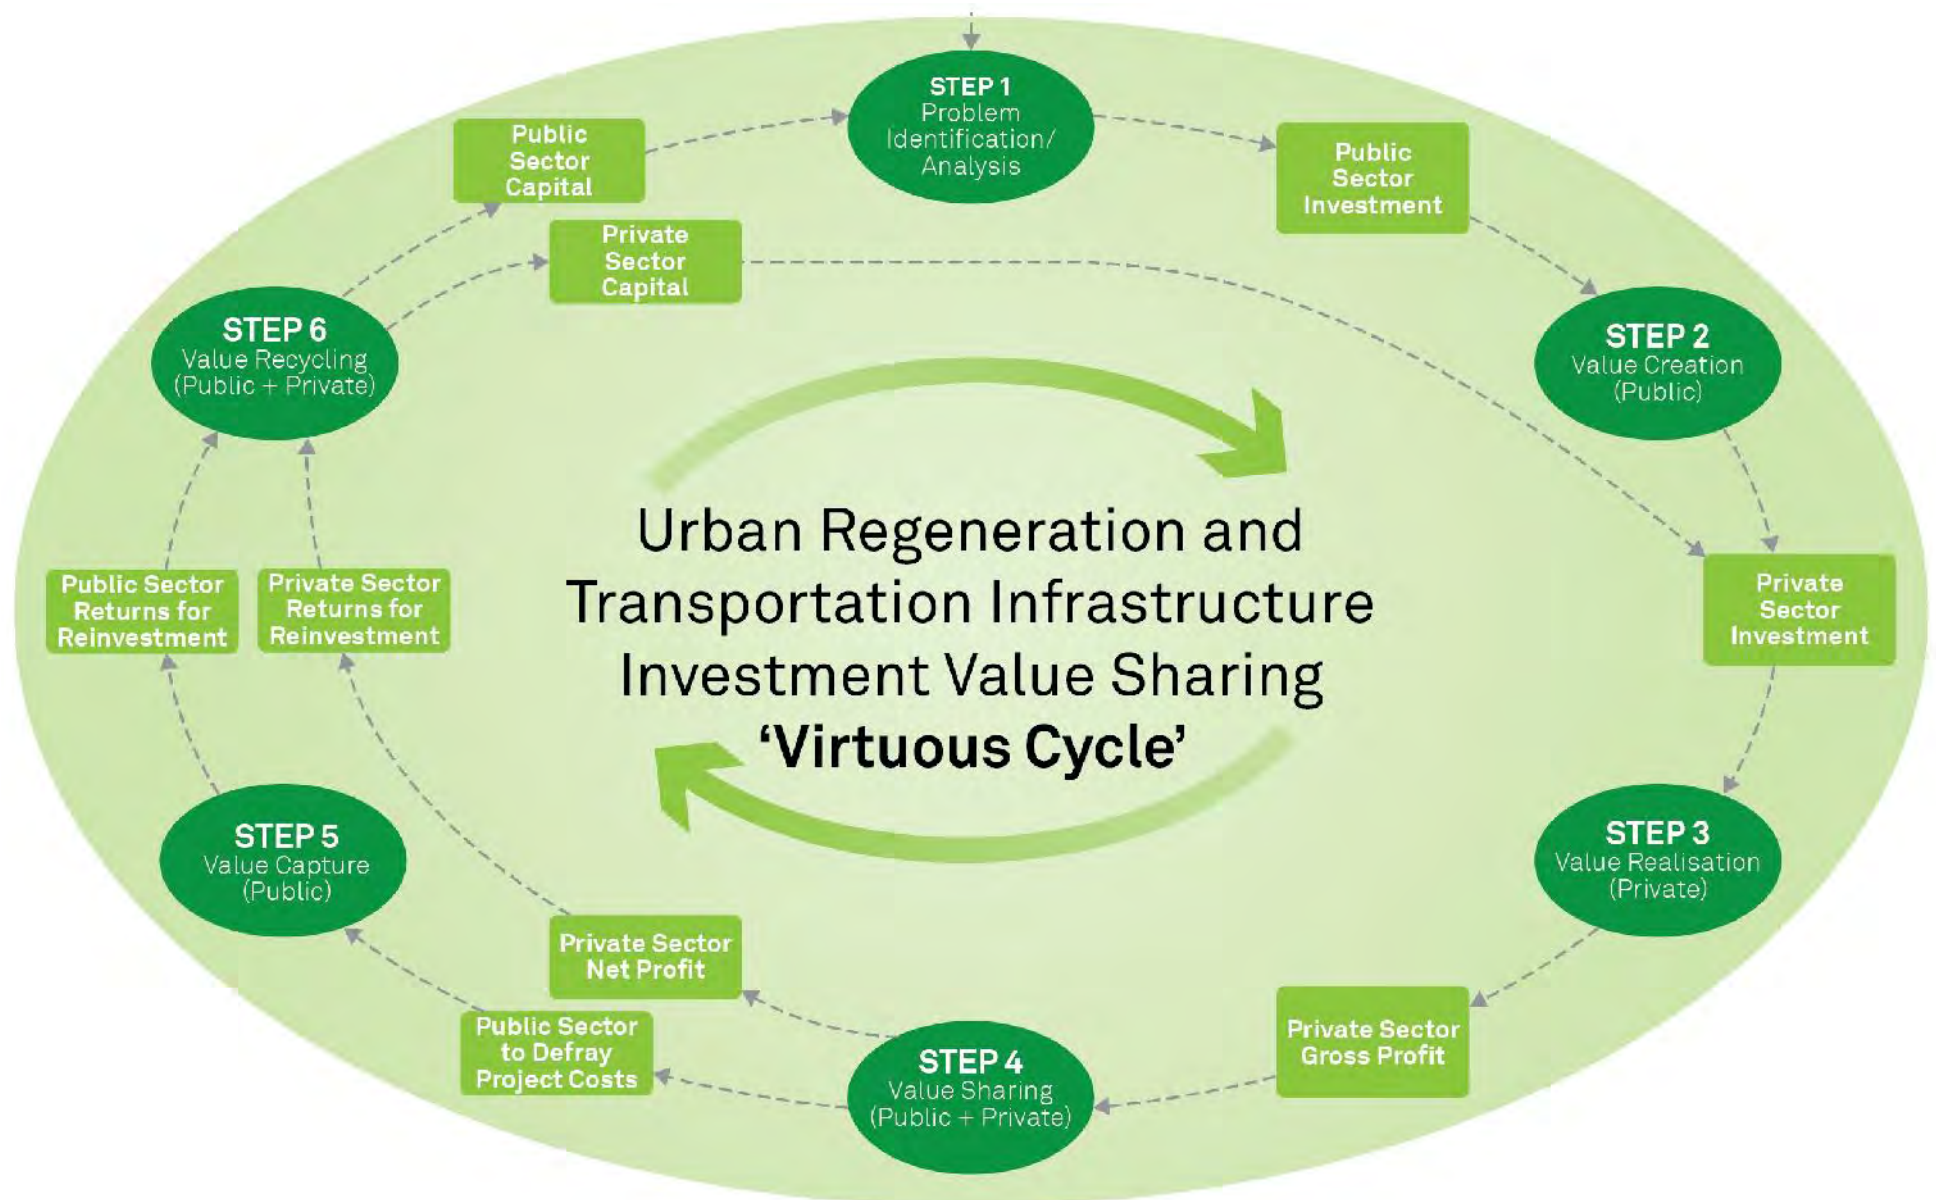 STEP 1
Problem
Identification/
Analysis
Public
Sector
Investment
STEP 2
Value Creation
(Public)
Private
Sector
Investment
STEP 3
Value Realisation
(Private)
Private Sector
Gross Profit
STEP 4
Value Sharing
(Public + Private)
Public Sector
to Defray
Project Costs
Private Sector
Net Profit
STEP 5
Value Capture
(Public)
Public Sector
Returns for
Reinvestment
Private Sector
Returns for
Reinvestment
STEP 6
Value Recycling
(Public + Private)
Public
Sector
Capital
Private
Sector
Capital
Urban Regeneration and
Transportation Infrastructure
Investment Value Sharing
‘Virtuous Cycle’